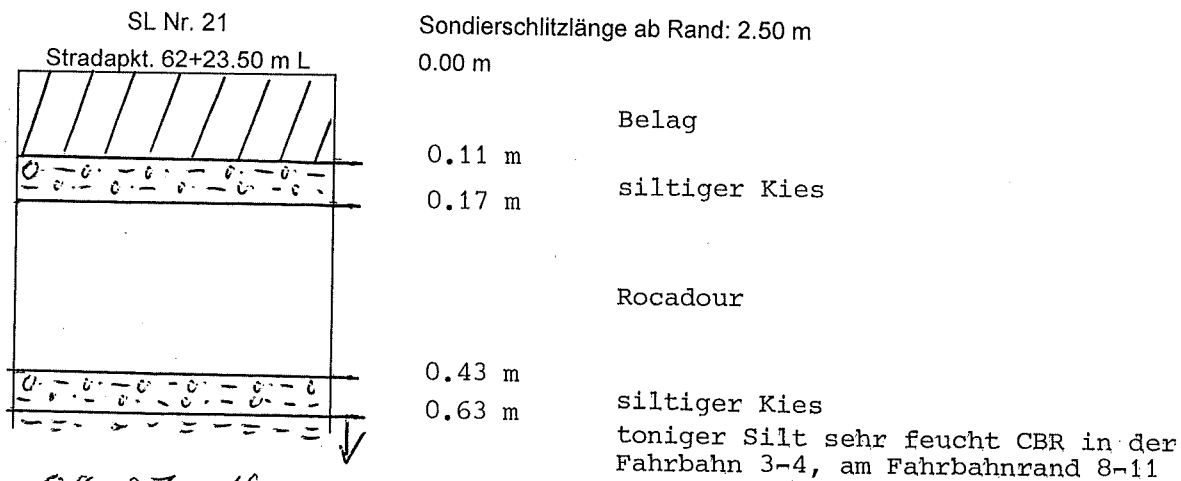 SL Nr. 21
Stradapkt. 62+23.50 m L
Sondierschlitzlänge ab Rand: 2.50 m
0.00 m
Belag
0.11 m
siltiger Kies
0.17 m
Rocadour
0.43 m
0.63 m
siltiger Kies
toniger Silt sehr feucht CBR in der
Fahrbahn 3-4, am Fahrbahnrand 8-11